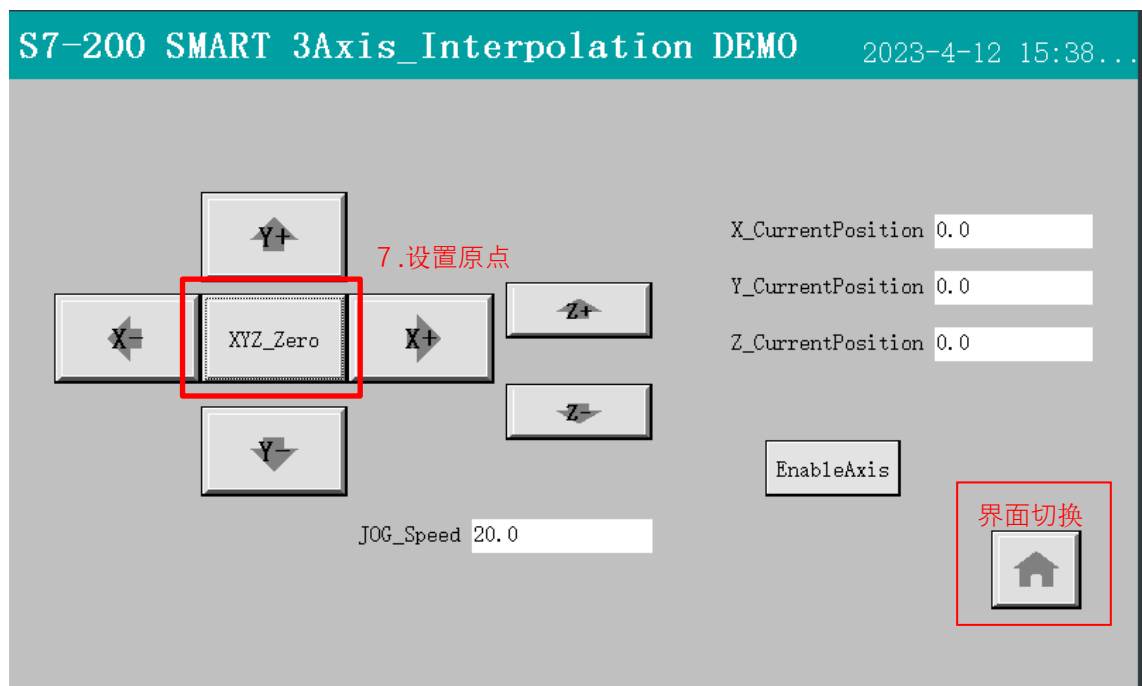 S7-200 SMART 3Axis_Interpolation DEMO 2023-4-12 15:38...
Y+
7.设置原点
X-
XYZ_Zero
X+
Z+
Z-
Y-
X_CurrentPosition 0.0
Y_CurrentPosition 0.0
Z_CurrentPosition 0.0
EnableAxis
JOG_Speed 20.0
界面切换